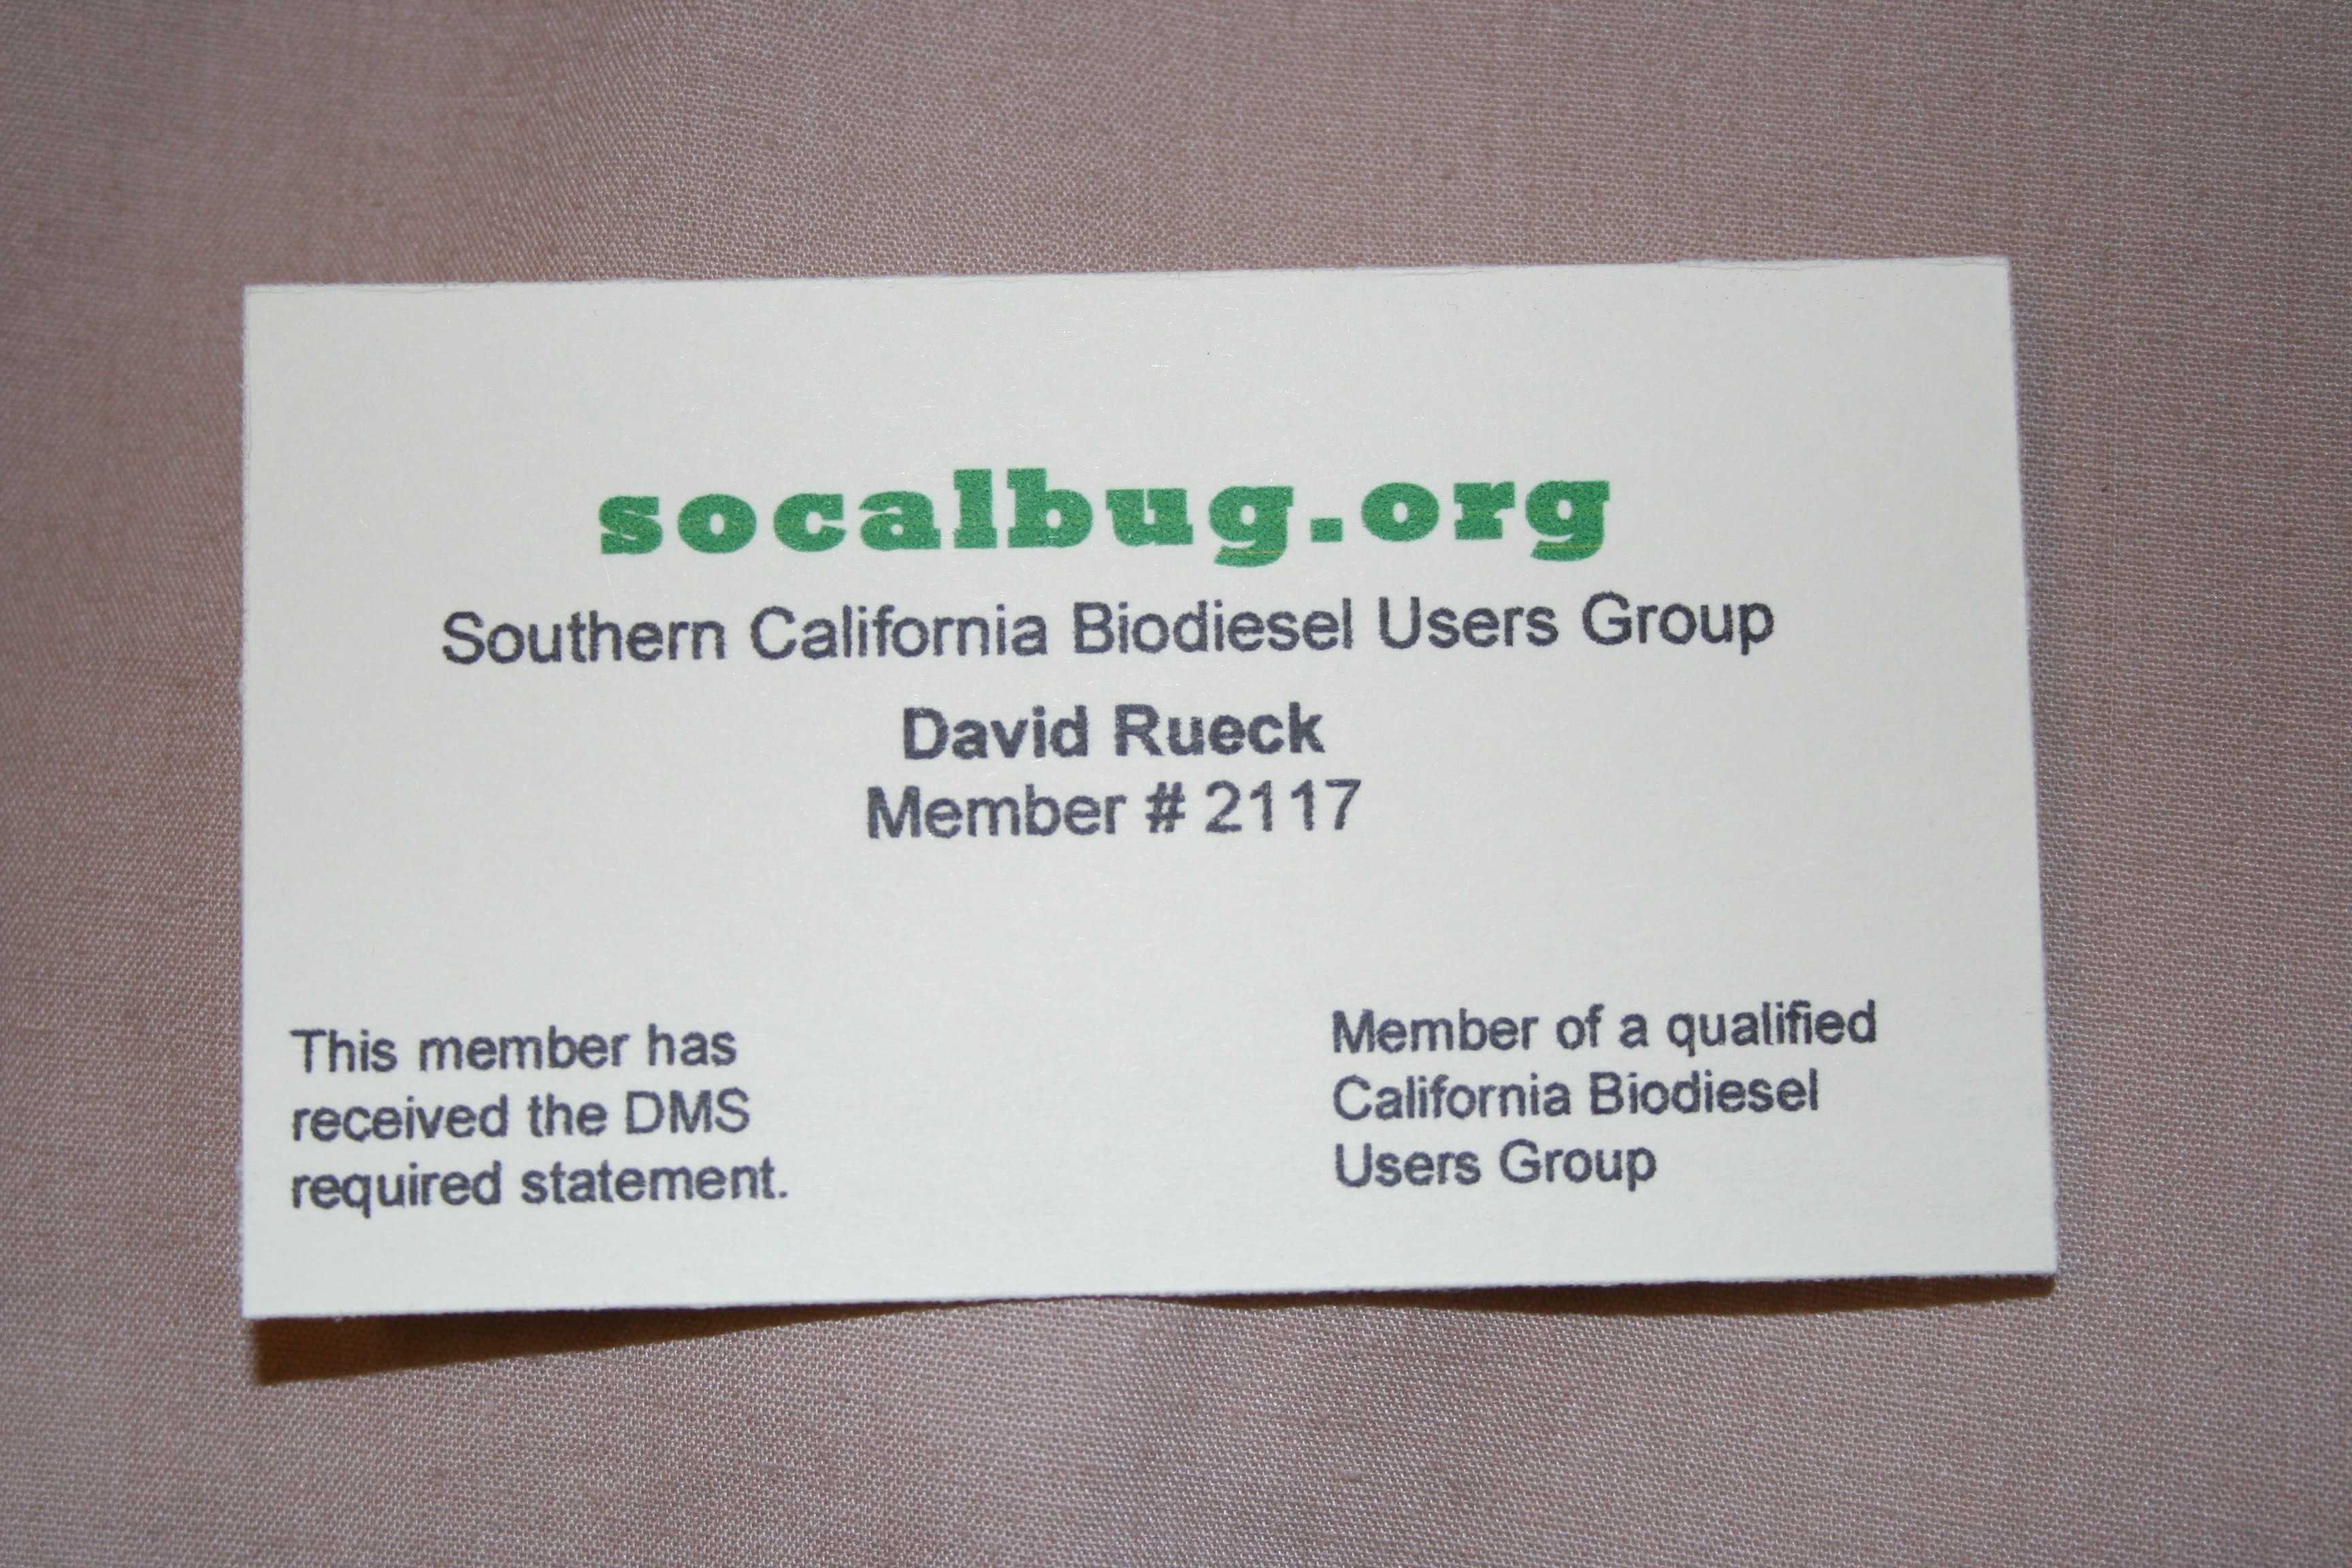 socalbug.org
Southern California Biodiesel Users Group
David Rueck
Member # 2117
This member has
received the DMS
required statement.
Member of a qualified
California Biodiesel
Users Group